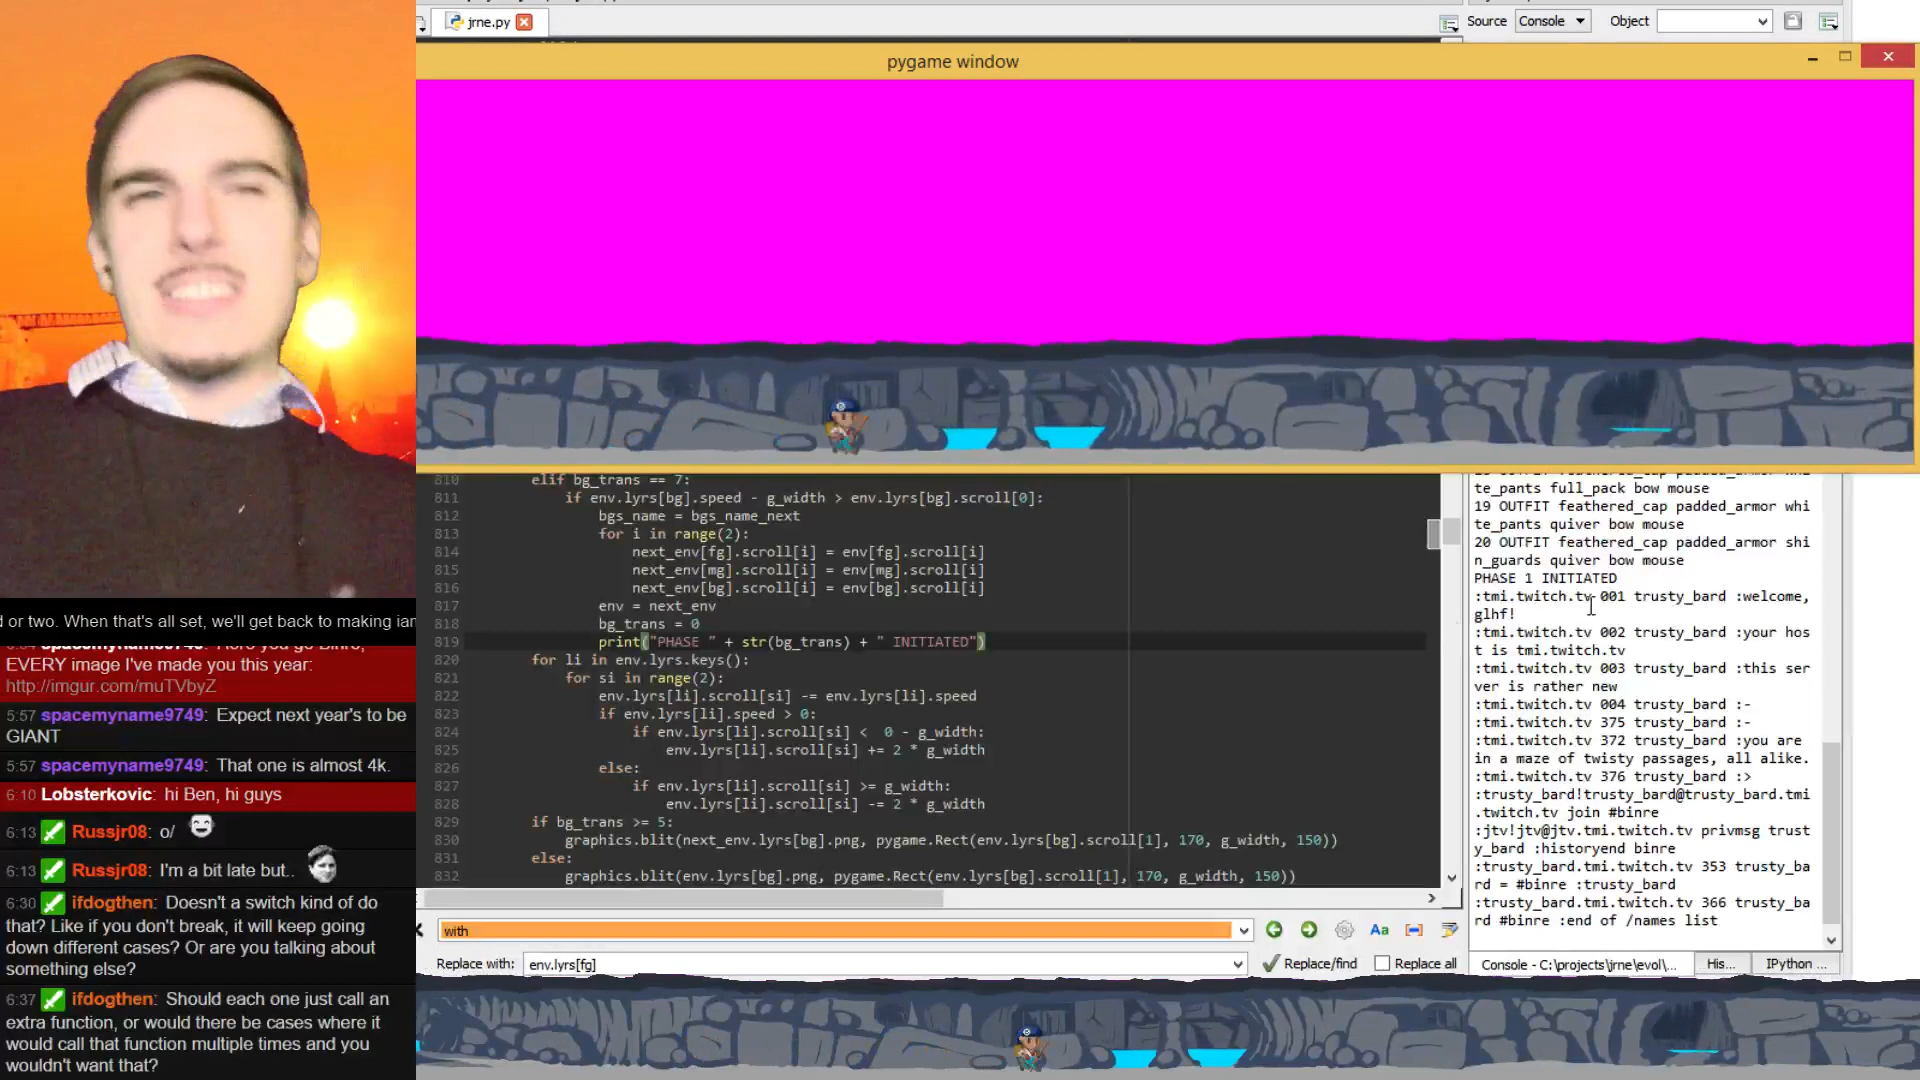 jrne.py
Source
Console
Object
pygame window
810 elif bg_trans == 7:
811 if env.lyrs[bg].speed - g_width > env.lyrs[bg].scroll[0]:
812 bgs_name = bgs_name_next
813 for i in range(2):
814 next_env[fg].scroll[i] = env[fg].scroll[i]
815 next_env[mg].scroll[i] = env[mg].scroll[i]
816 next_env[bg].scroll[i] = env[bg].scroll[i]
817 env = next_env
818 bg_trans = 0
819 print("PHASE " + str(bg_trans) + " INITIATED")
820 for li in env.lyrs.keys():
821 for si in range(2):
822 env.lyrs[li].scroll[si] -= env.lyrs[li].speed
823 if env.lyrs[li].speed > 0:
824 if env.lyrs[li].scroll[si] < 0 - g_width:
825 env.lyrs[li].scroll[si] += 2 * g_width
826 else:
827 if env.lyrs[li].scroll[si] >= g_width:
828 env.lyrs[li].scroll[si] -= 2 * g_width
829 if bg_trans >= 5:
830 graphics.blit(next_env.lyrs[bg].png, pygame.Rect(env.lyrs[bg].scroll[1], 170, g_width, 150))
831 else:
832 graphics.blit(env.lyrs[bg].png, pygame.Rect(env.lyrs[bg].scroll[1], 170, g_width, 150))
with
Aa
Replace with:
env.lyrs[fg]
Replace/find
Replace all
te_pants full_pack bow mouse
19 OUTFIT feathered_cap padded_armor whi
te_pants quiver bow mouse
20 OUTFIT feathered_cap padded_armor shi
n_guards quiver bow mouse
PHASE 1 INITIATED
:tmi.twitch.tv 001 trusty_bard :welcome,
glhf!
:tmi.twitch.tv 002 trusty_bard :your hos
t is tmi.twitch.tv
:tmi.twitch.tv 003 trusty_bard :this ser
ver is rather new
:tmi.twitch.tv 004 trusty_bard :-
:tmi.twitch.tv 375 trusty_bard :-
:tmi.twitch.tv 372 trusty_bard :you are
in a maze of twisty passages, all alike.
:tmi.twitch.tv 376 trusty_bard :>
:trusty_bard!trusty_bard@trusty_bard.tmi
.twitch.tv join #binre
:jtv!jtv@jtv.tmi.twitch.tv privmsg trust
y_bard :historyend binre
:trusty_bard.tmi.twitch.tv 353 trusty_ba
rd = #binre :trusty_bard
:trusty_bard.tmi.twitch.tv 366 trusty_ba
rd #binre :end of /names list
Console - C:\projects\jrne\evol\...
His...
IPython ...
d or two. When that's all set, we'll get back to making ian
EVERY image I've made you this year:
http://imgur.com/muTVbyZ
5:57 spacemyname9749: Expect next year's to be
GIANT
5:57 spacemyname9749: That one is almost 4k.
6:10 Lobsterkovic: hi Ben, hi guys
6:13 Russjr08: o/
6:13 Russjr08: I'm a bit late but..
6:30 ifdogthen: Doesn't a switch kind of do
that? Like if you don't break, it will keep going
down different cases? Or are you talking about
something else?
6:37 ifdogthen: Should each one just call an
extra function, or would there be cases where it
would call that function multiple times and you
wouldn't want that?